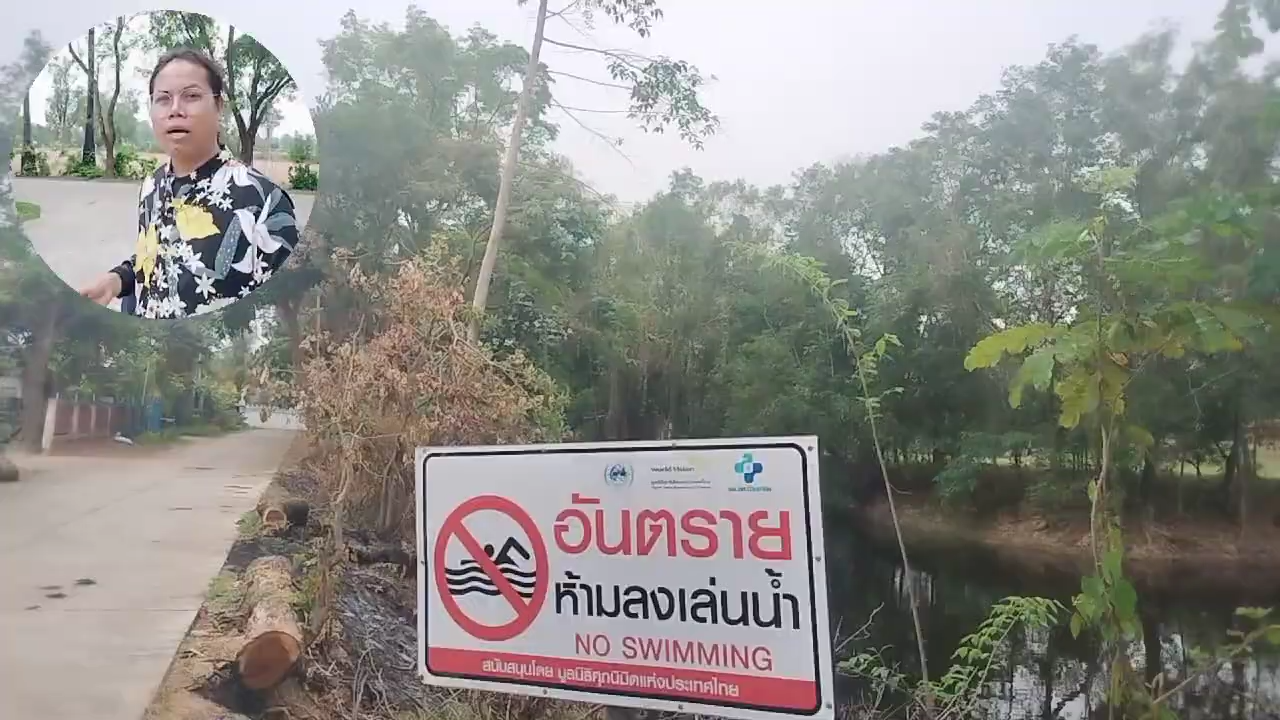 World Vision
อันตราย
ห้ามลงเล่นน้ำ
NO SWIMMING
สนับสนุนโดย มูลนิธิศุภนิมิตแห่งประเทศไทย